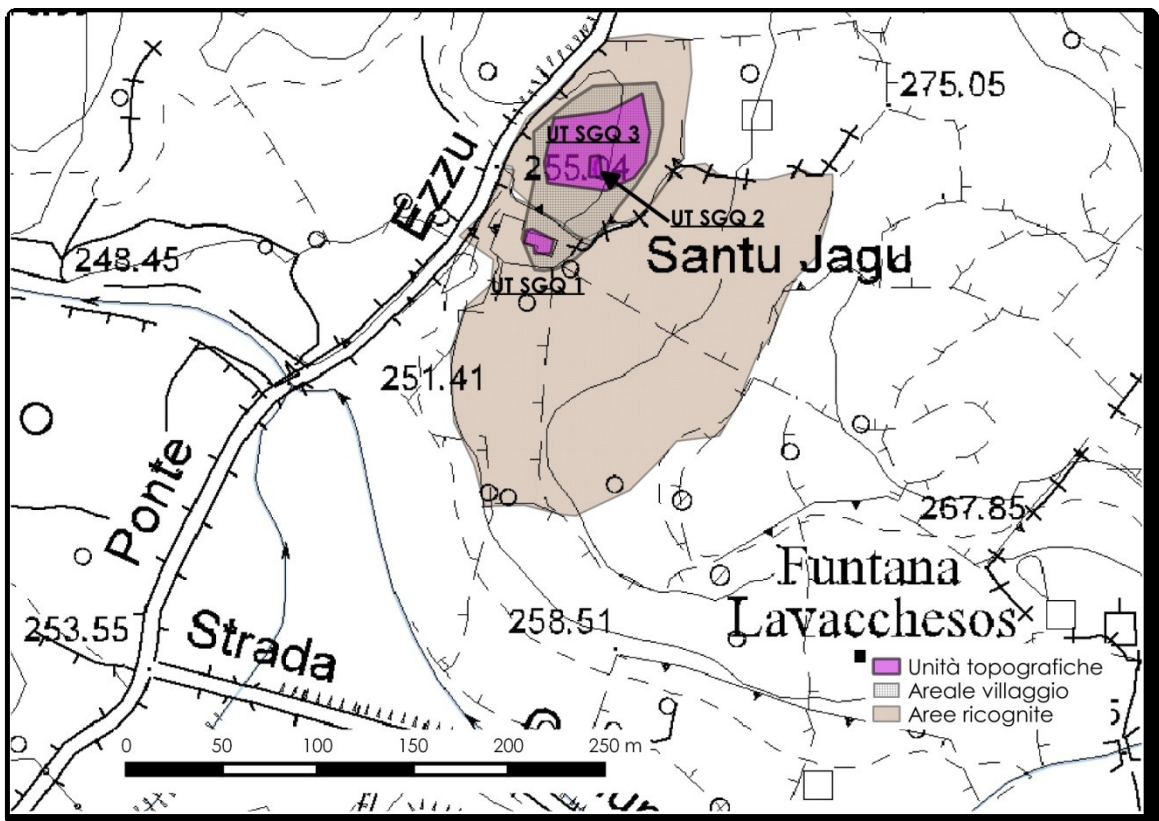 275.05
UT SGQ 3
255.04
Ezzu
UT SGQ 2
Santu Jagu
248.45
UT SGQ 1
251.41
Ponte
267.85
Funtana
Lavacchesos
253.55
Strada
258.51
Unità topografiche
Areale villaggio
Aree ricognite
0 50 100 150 200 250 m